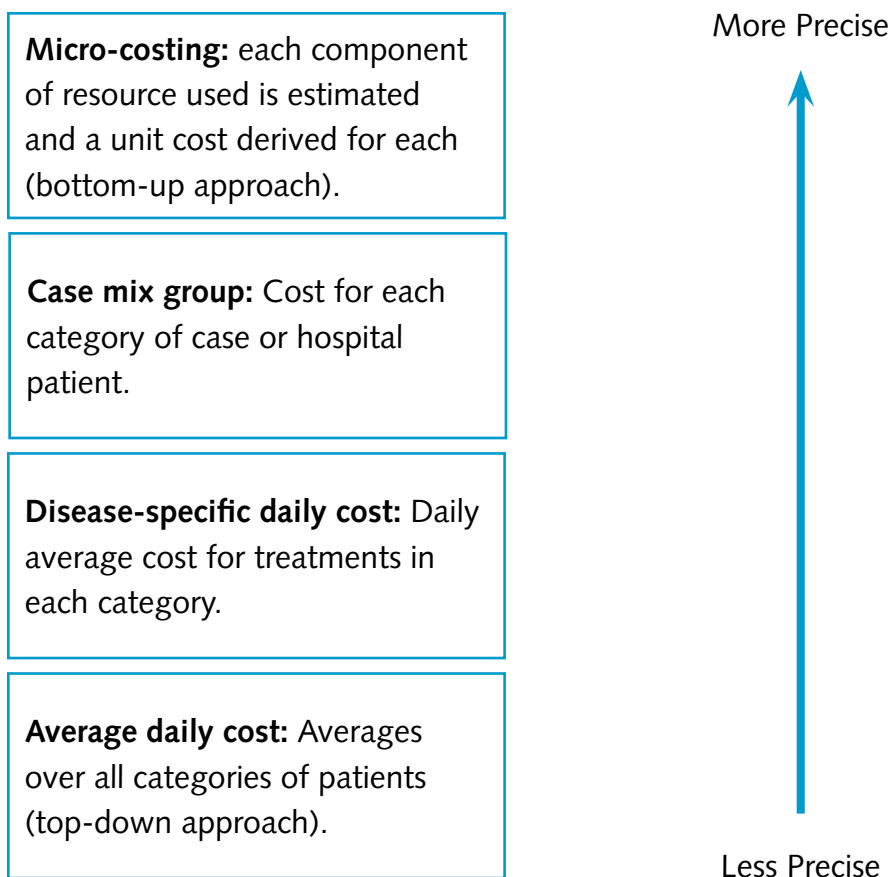 More Precise
Micro-costing: each component
of resource used is estimated
and a unit cost derived for each
(bottom-up approach).
Case mix group: Cost for each
category of case or hospital
patient.
Disease-specific daily cost: Daily
average cost for treatments in
each category.
Average daily cost: Averages
over all categories of patients
(top-down approach).
Less Precise